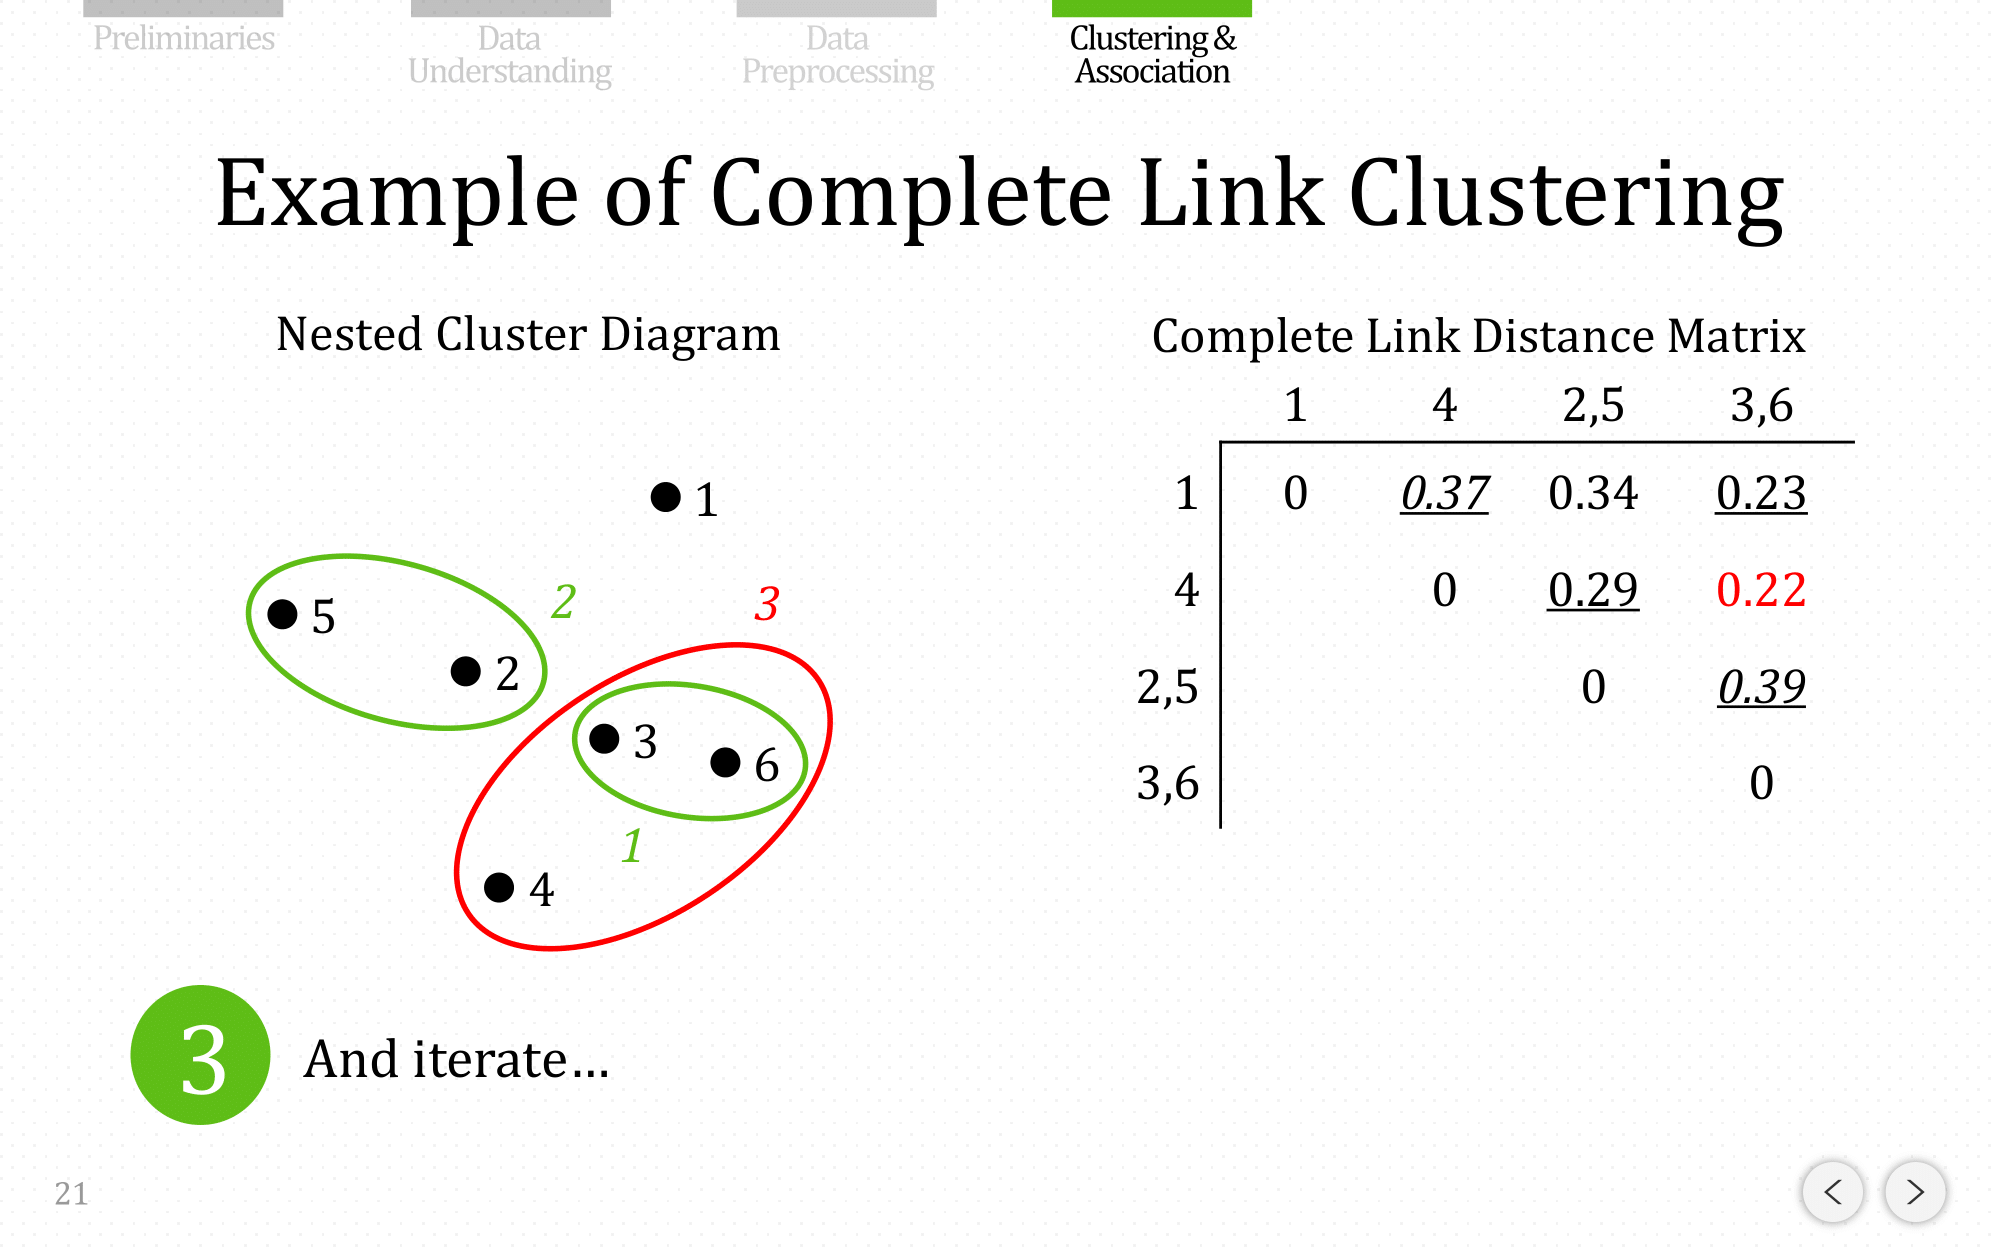 Preliminaries
Data
Understanding
Data
Preprocessing
Clustering &
Association
Example of Complete Link Clustering
Nested Cluster Diagram
1
5
2
2
3
3
6
1
4
Complete Link Distance Matrix
1 4 2,5 3,6
1 0 0.37 0.34 0.23
4 0 0.29 0.22
2,5 0 0.39
3,6 0
3 And iterate...
21